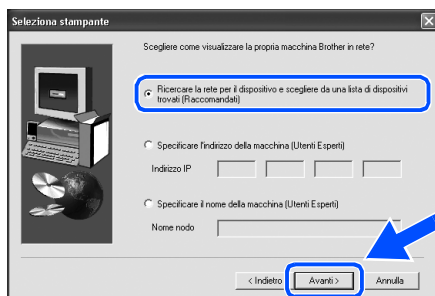 Seleziona stampante
Scegliere come visualizzare la propria macchina Brother in rete?
Ricercare la rete per il dispositivo e scegliere da una lista di dispositivi
trovati (Raccomandati)
Specificare l'indirizzo della macchina (Utenti Esperti)
Indirizzo IP
Specificare il nome della macchina (Utenti Esperti)
Nome nodo
< Indietro Avanti > Annulla